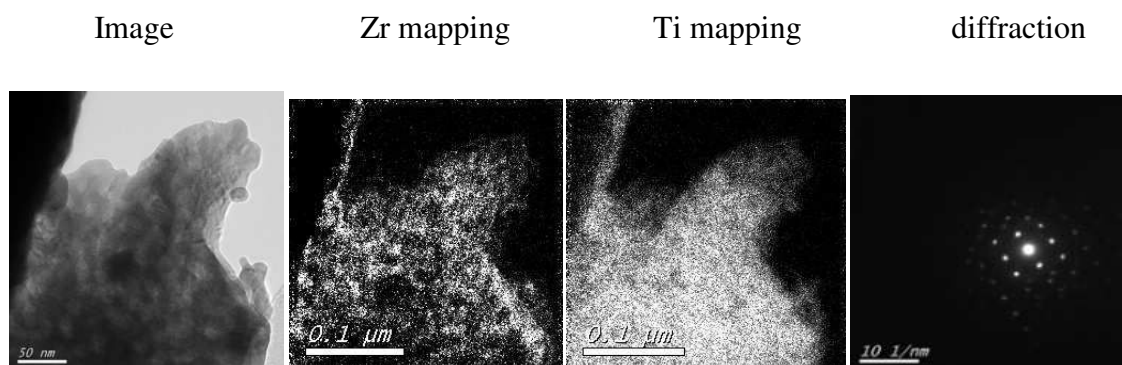 Image
Zr mapping
Ti mapping
diffraction
50 nm
0.1 μm
0.1 μm
10 1/nm